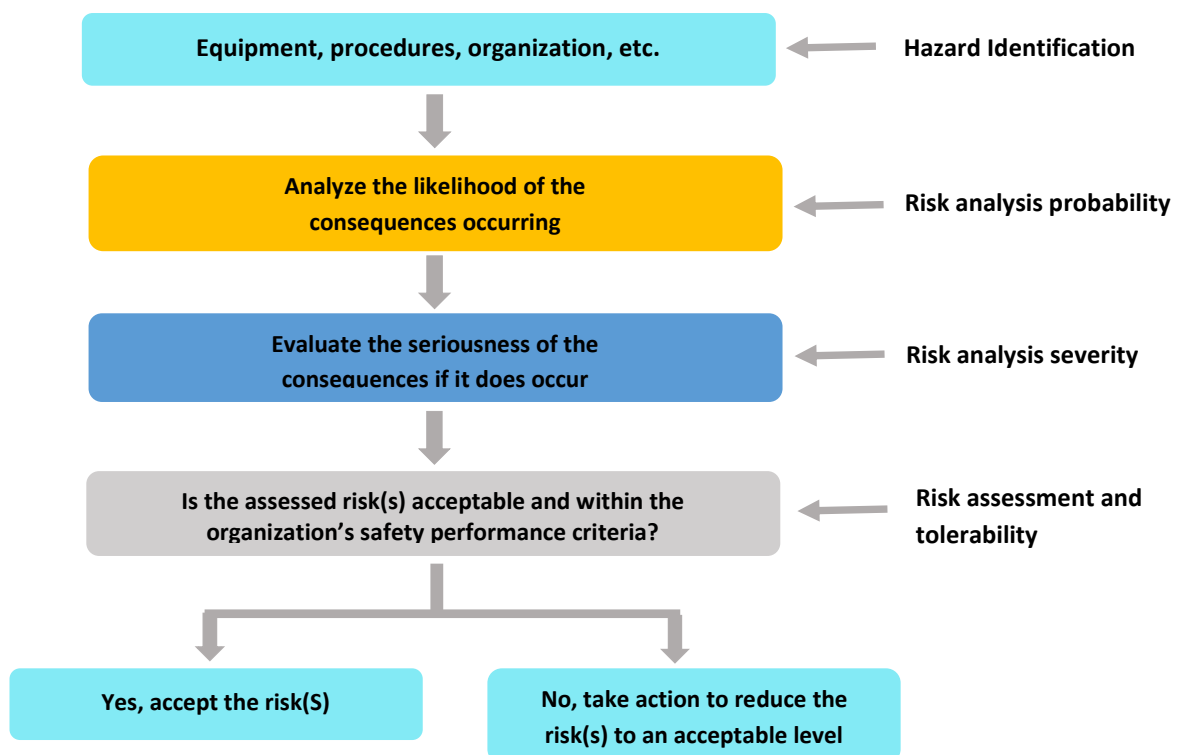 Equipment, procedures, organization, etc.
Hazard Identification
Analyze the likelihood of the
consequences occurring
Risk analysis probability
Evaluate the seriousness of the
consequences if it does occur
Risk analysis severity
Is the assessed risk(s) acceptable and within the
organization’s safety performance criteria?
Risk assessment and
tolerability
Yes, accept the risk(S)
No, take action to reduce the
risk(s) to an acceptable level